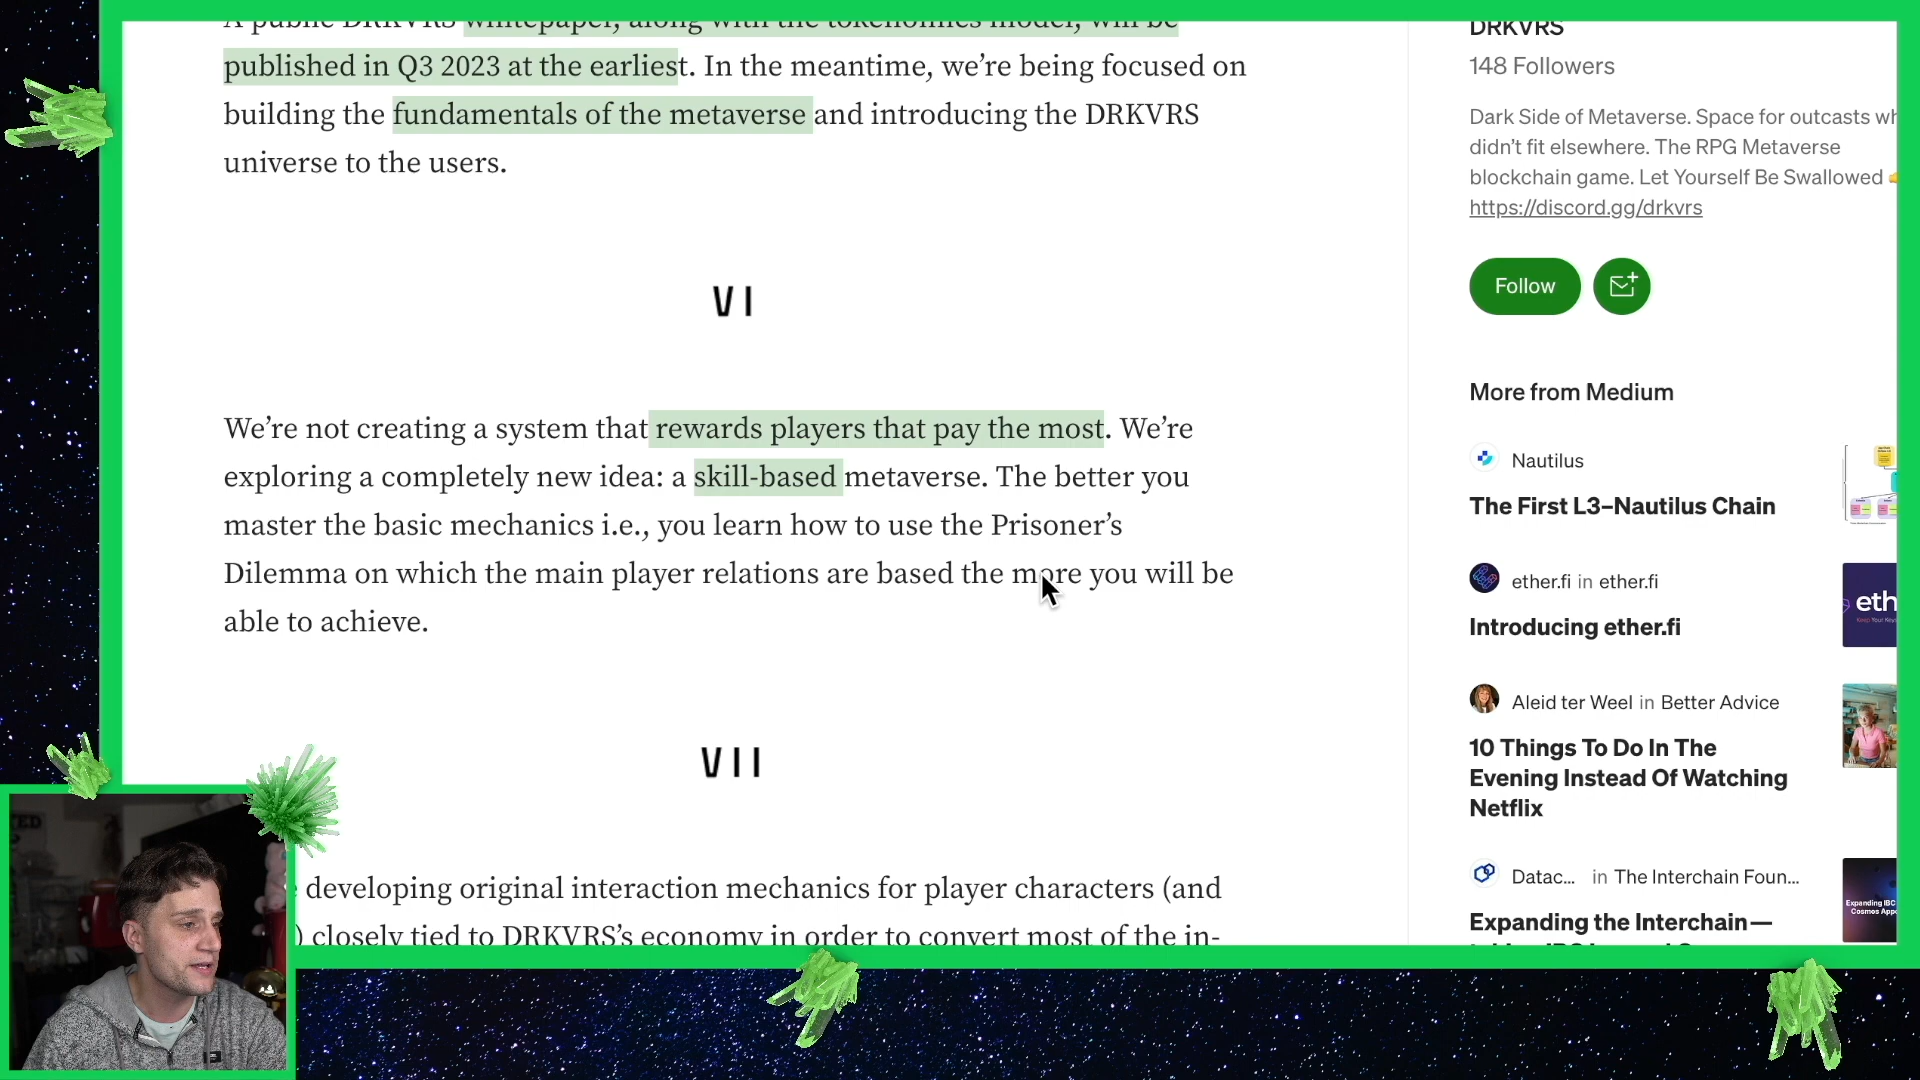 A public DRKVRS whitepaper, along with the tokenomics model, will be
published in Q3 2023 at the earliest. In the meantime, we’re being focused on
building the fundamentals of the metaverse and introducing the DRKVRS
universe to the users.
VI
We’re not creating a system that rewards players that pay the most. We’re
exploring a completely new idea: a skill-based metaverse. The better you
master the basic mechanics i.e., you learn how to use the Prisoner’s
Dilemma on which the main player relations are based the more you will be
able to achieve.
VII
developing original interaction mechanics for player characters (and
) closely tied to DRKVRS’s economy in order to convert most of the in-
DRKVRS
148 Followers
Dark Side of Metaverse. Space for outcasts wh
didn’t fit elsewhere. The RPG Metaverse
blockchain game. Let Yourself Be Swallowed
https://discord.gg/drkvrs
Follow
More from Medium
Nautilus
The First L3–Nautilus Chain
ether.fi in ether.fi
Introducing ether.fi
eth
Aleid ter Weel in Better Advice
10 Things To Do In The
Evening Instead Of Watching
Netflix
Datac... in The Interchain Foun...
Expanding the Interchain—
Expanding IBC
Cosmos App